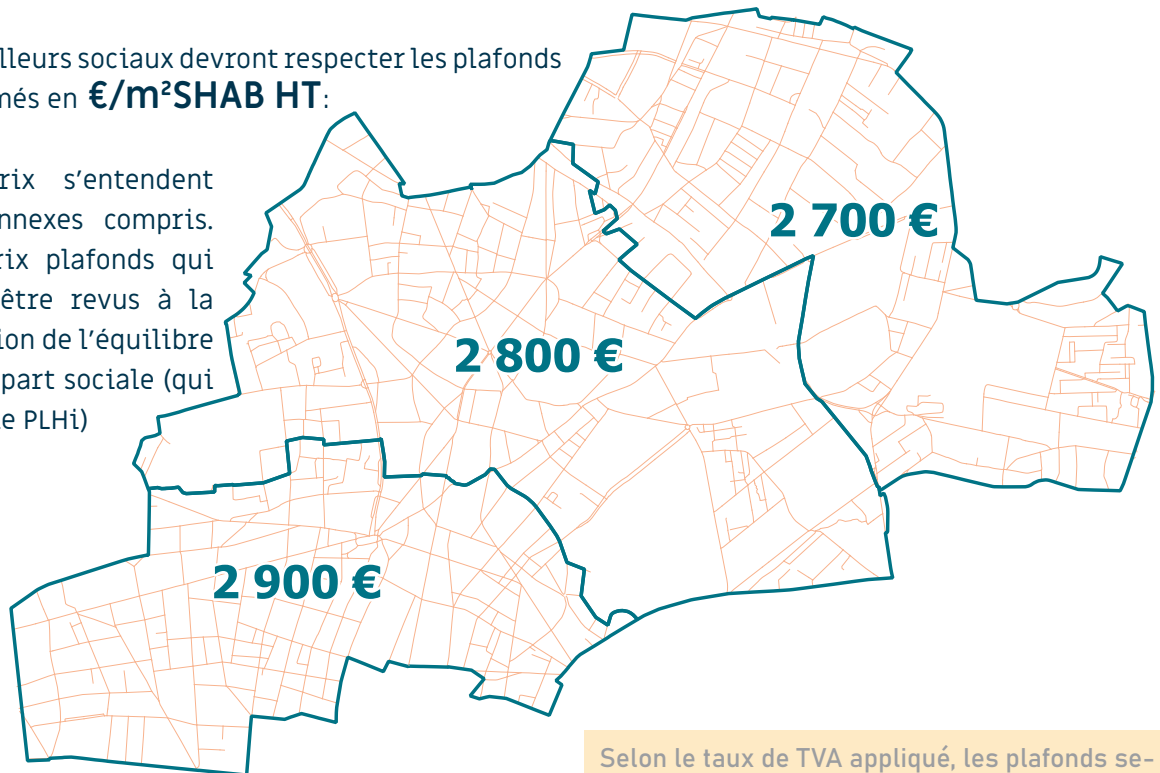 lleurs sociaux devront respecter les plafonds
més en €/m²SHAB HT:
rix s'entendent
nnexes compris.
rix plafonds qui
être revus à la
ion de l'équilibre
part sociale (qui
e PLHi)
2 700 €
2 800 €
2 900 €
Selon le taux de TVA appliqué, les plafonds se-